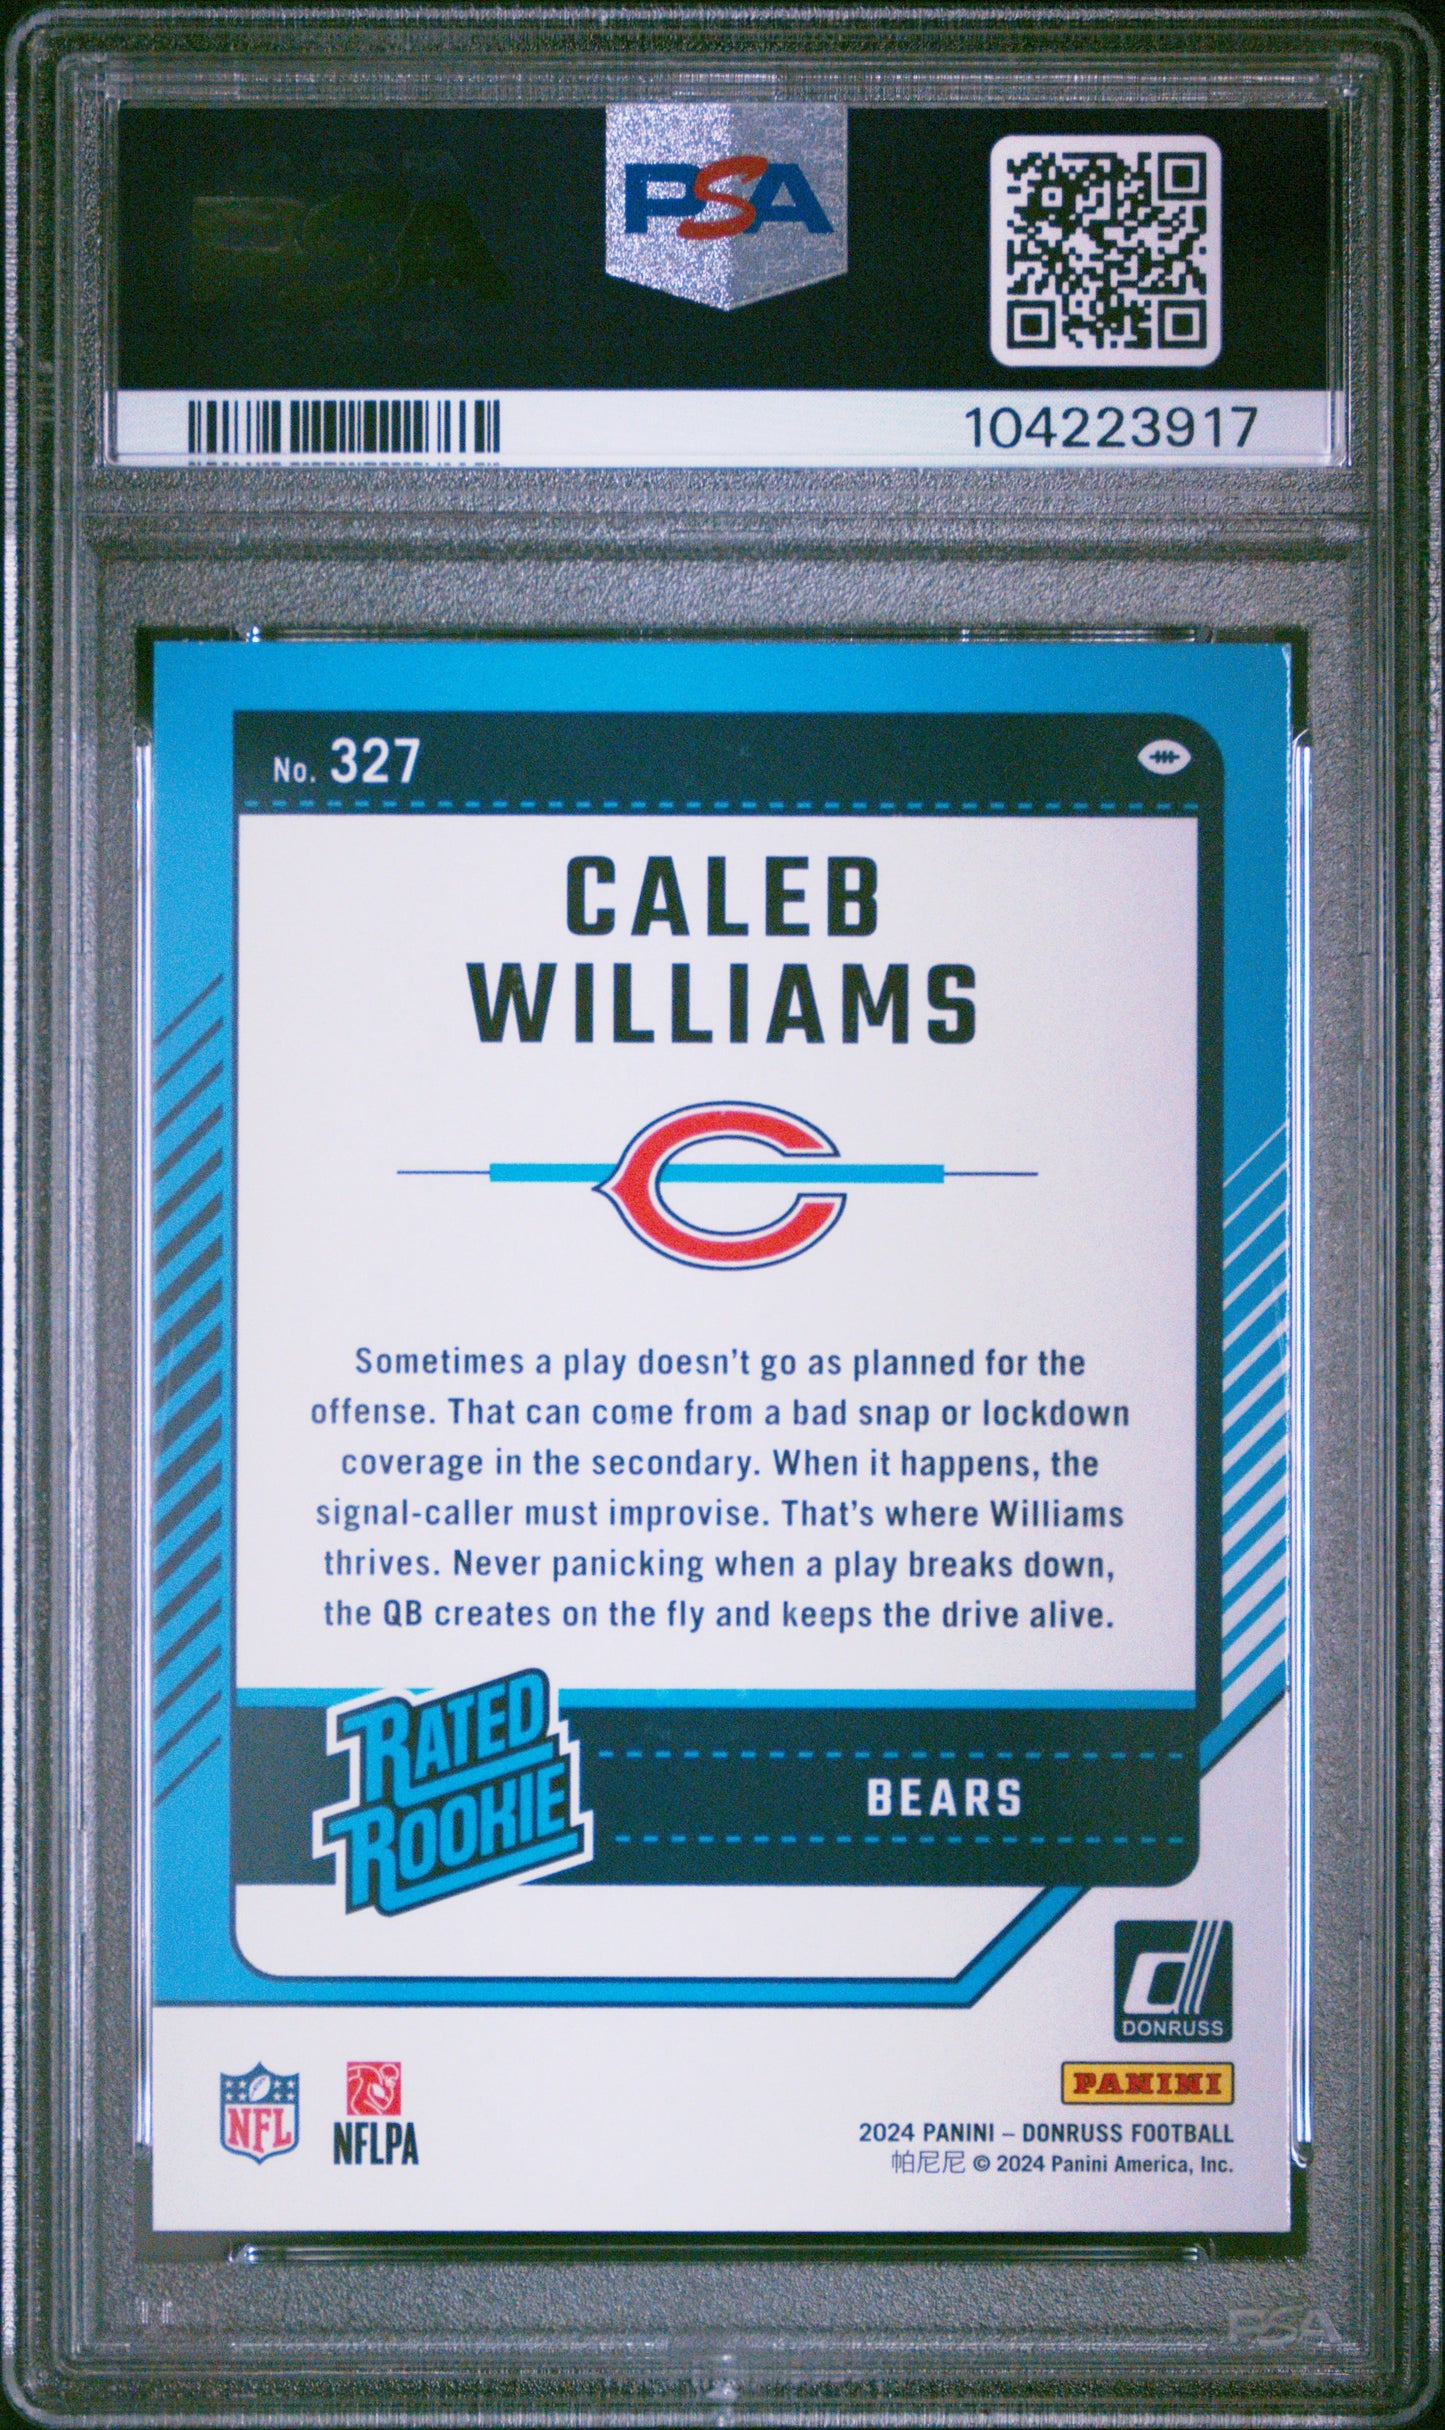 PSA
104223917
No. 327
CALEB
WILLIAMS
Sometimes a play doesn't go as planned for the
offense. That can come from a bad snap or lockdown
coverage in the secondary. When it happens, the
signal-caller must improvise. That's where Williams
thrives. Never panicking when a play breaks down,
the QB creates on the fly and keeps the drive alive.
RATED
ROOKIE
BEARS
DONRUSS
PANINI
NFL
NFLPA
2024 PANINI – DONRUSS FOOTBALL
帕尼尼 © 2024 Panini America, Inc.
PSA